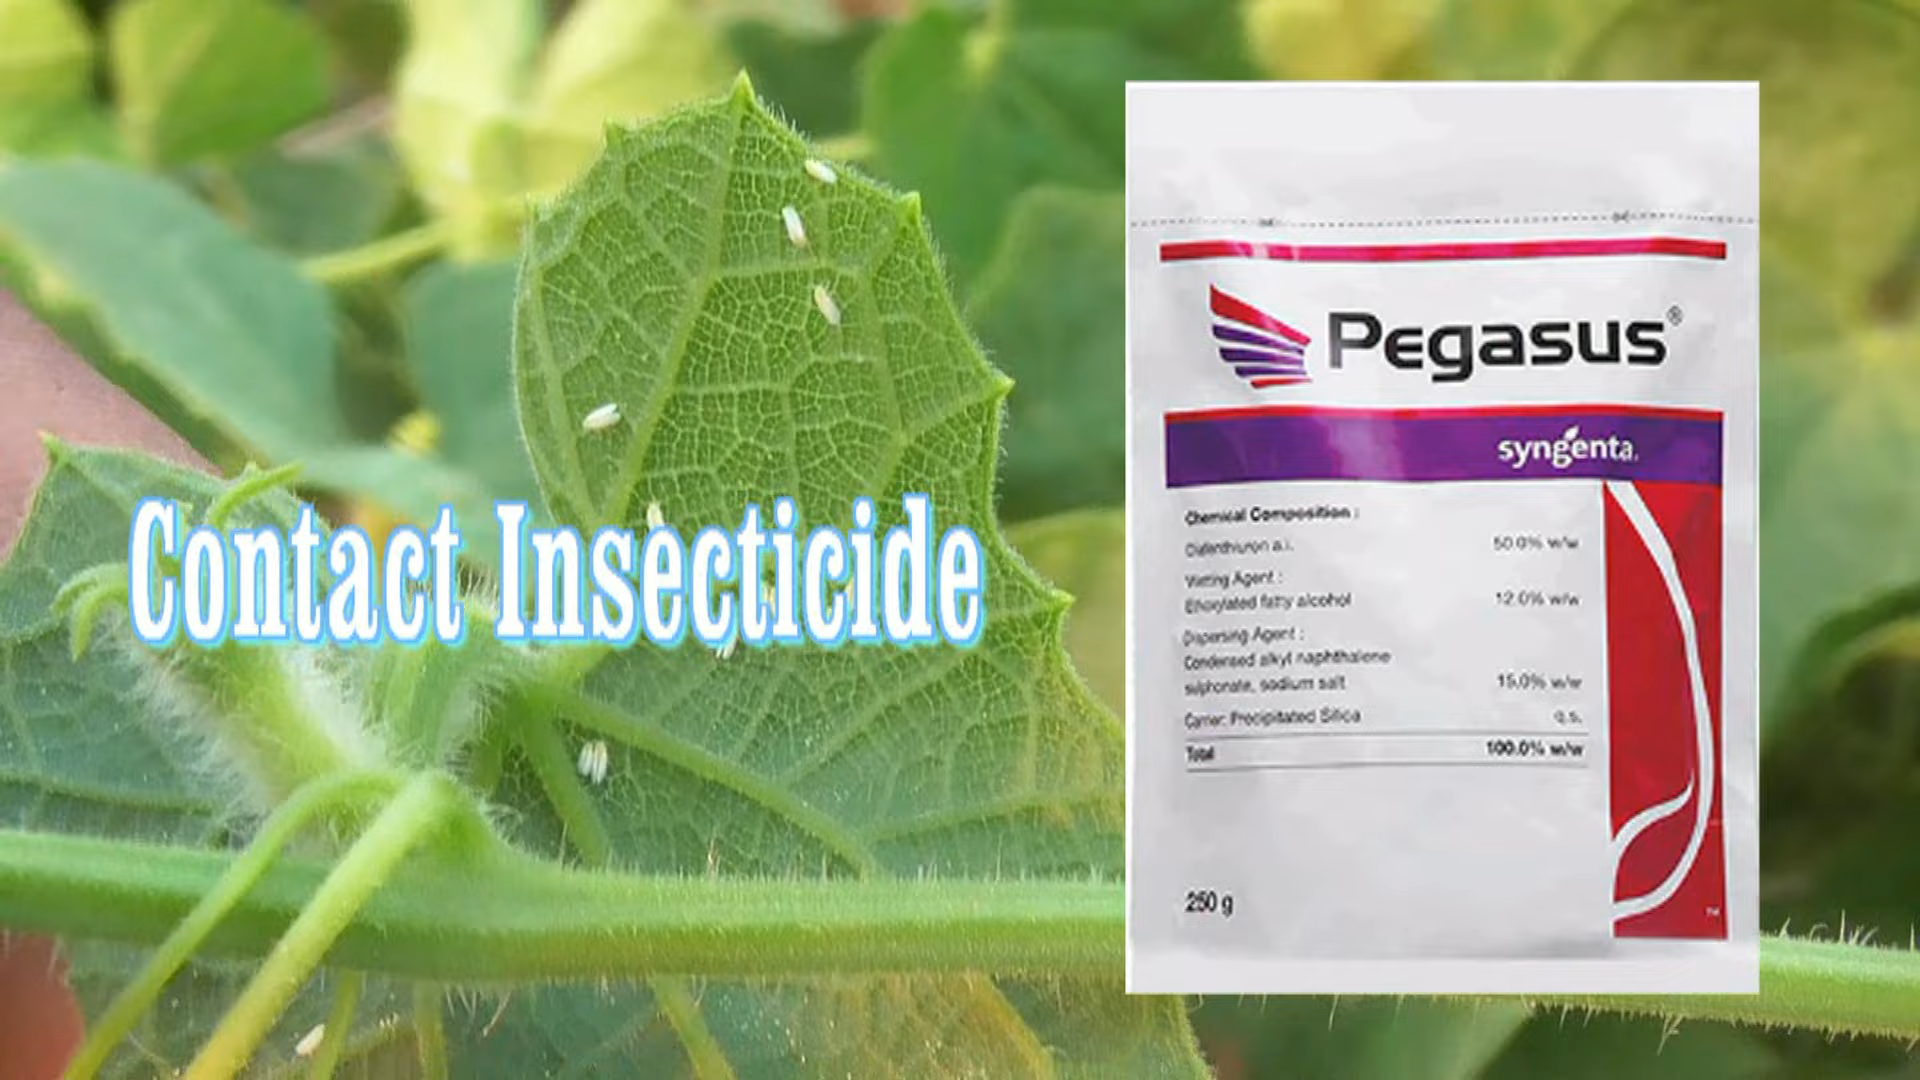 Contact Insecticide
Pegasus®
syngenta.
Chemical Composition :
Diafenthiuron a.i. 50.0% w/w
Wetting Agent :
Ethoxylated fatty alcohol 12.0% w/w
Dispersing Agent :
Condensed alkyl naphthalene
sulphonate, sodium salt 15.0% w/w
Carrier: Precipitated Silica q.s.
Total 100.0% w/w
250 g
TM